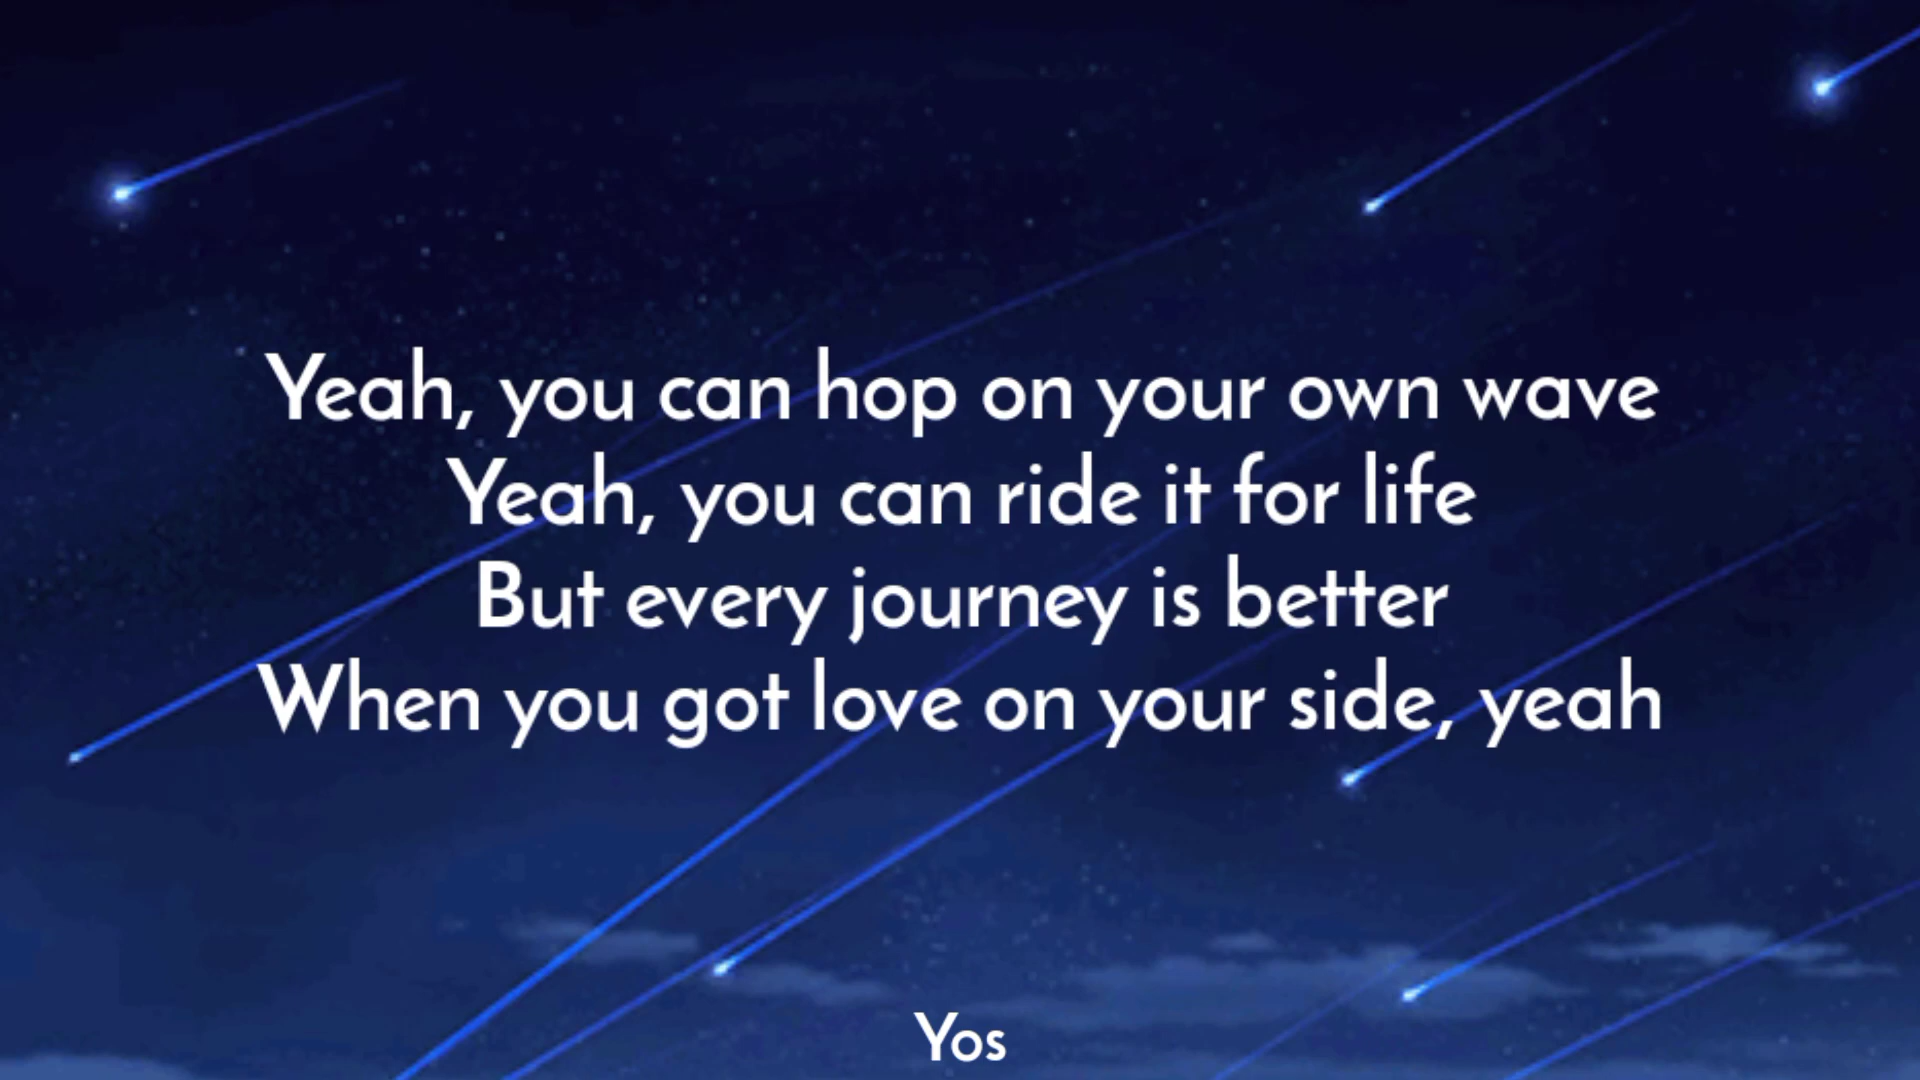 Yeah, you can hop on your own wave
Yeah, you can ride it for life
But every journey is better
When you got love on your side, yeah
Yos